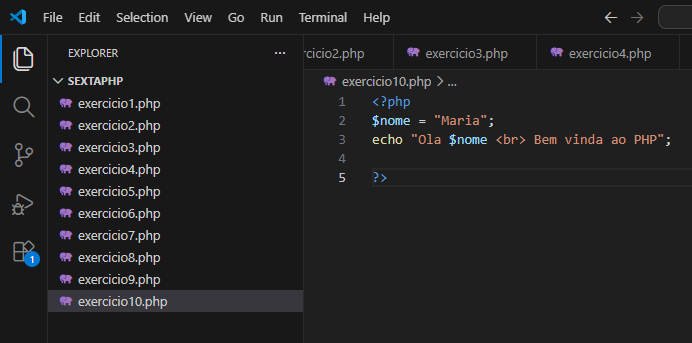 File Edit Selection View Go Run Terminal Help
EXPLORER ...
rcicio2.php exercicio3.php exercicio4.php
SEXTAPHP
exercicio10.php > ...
exercicio1.php
exercicio2.php
exercicio3.php
exercicio4.php
exercicio5.php
exercicio6.php
exercicio7.php
exercicio8.php
exercicio9.php
exercicio10.php
1
1 <?php
2 $nome = "Maria";
3 echo "Ola $nome <br> Bem vinda ao PHP";
4
5 ?>